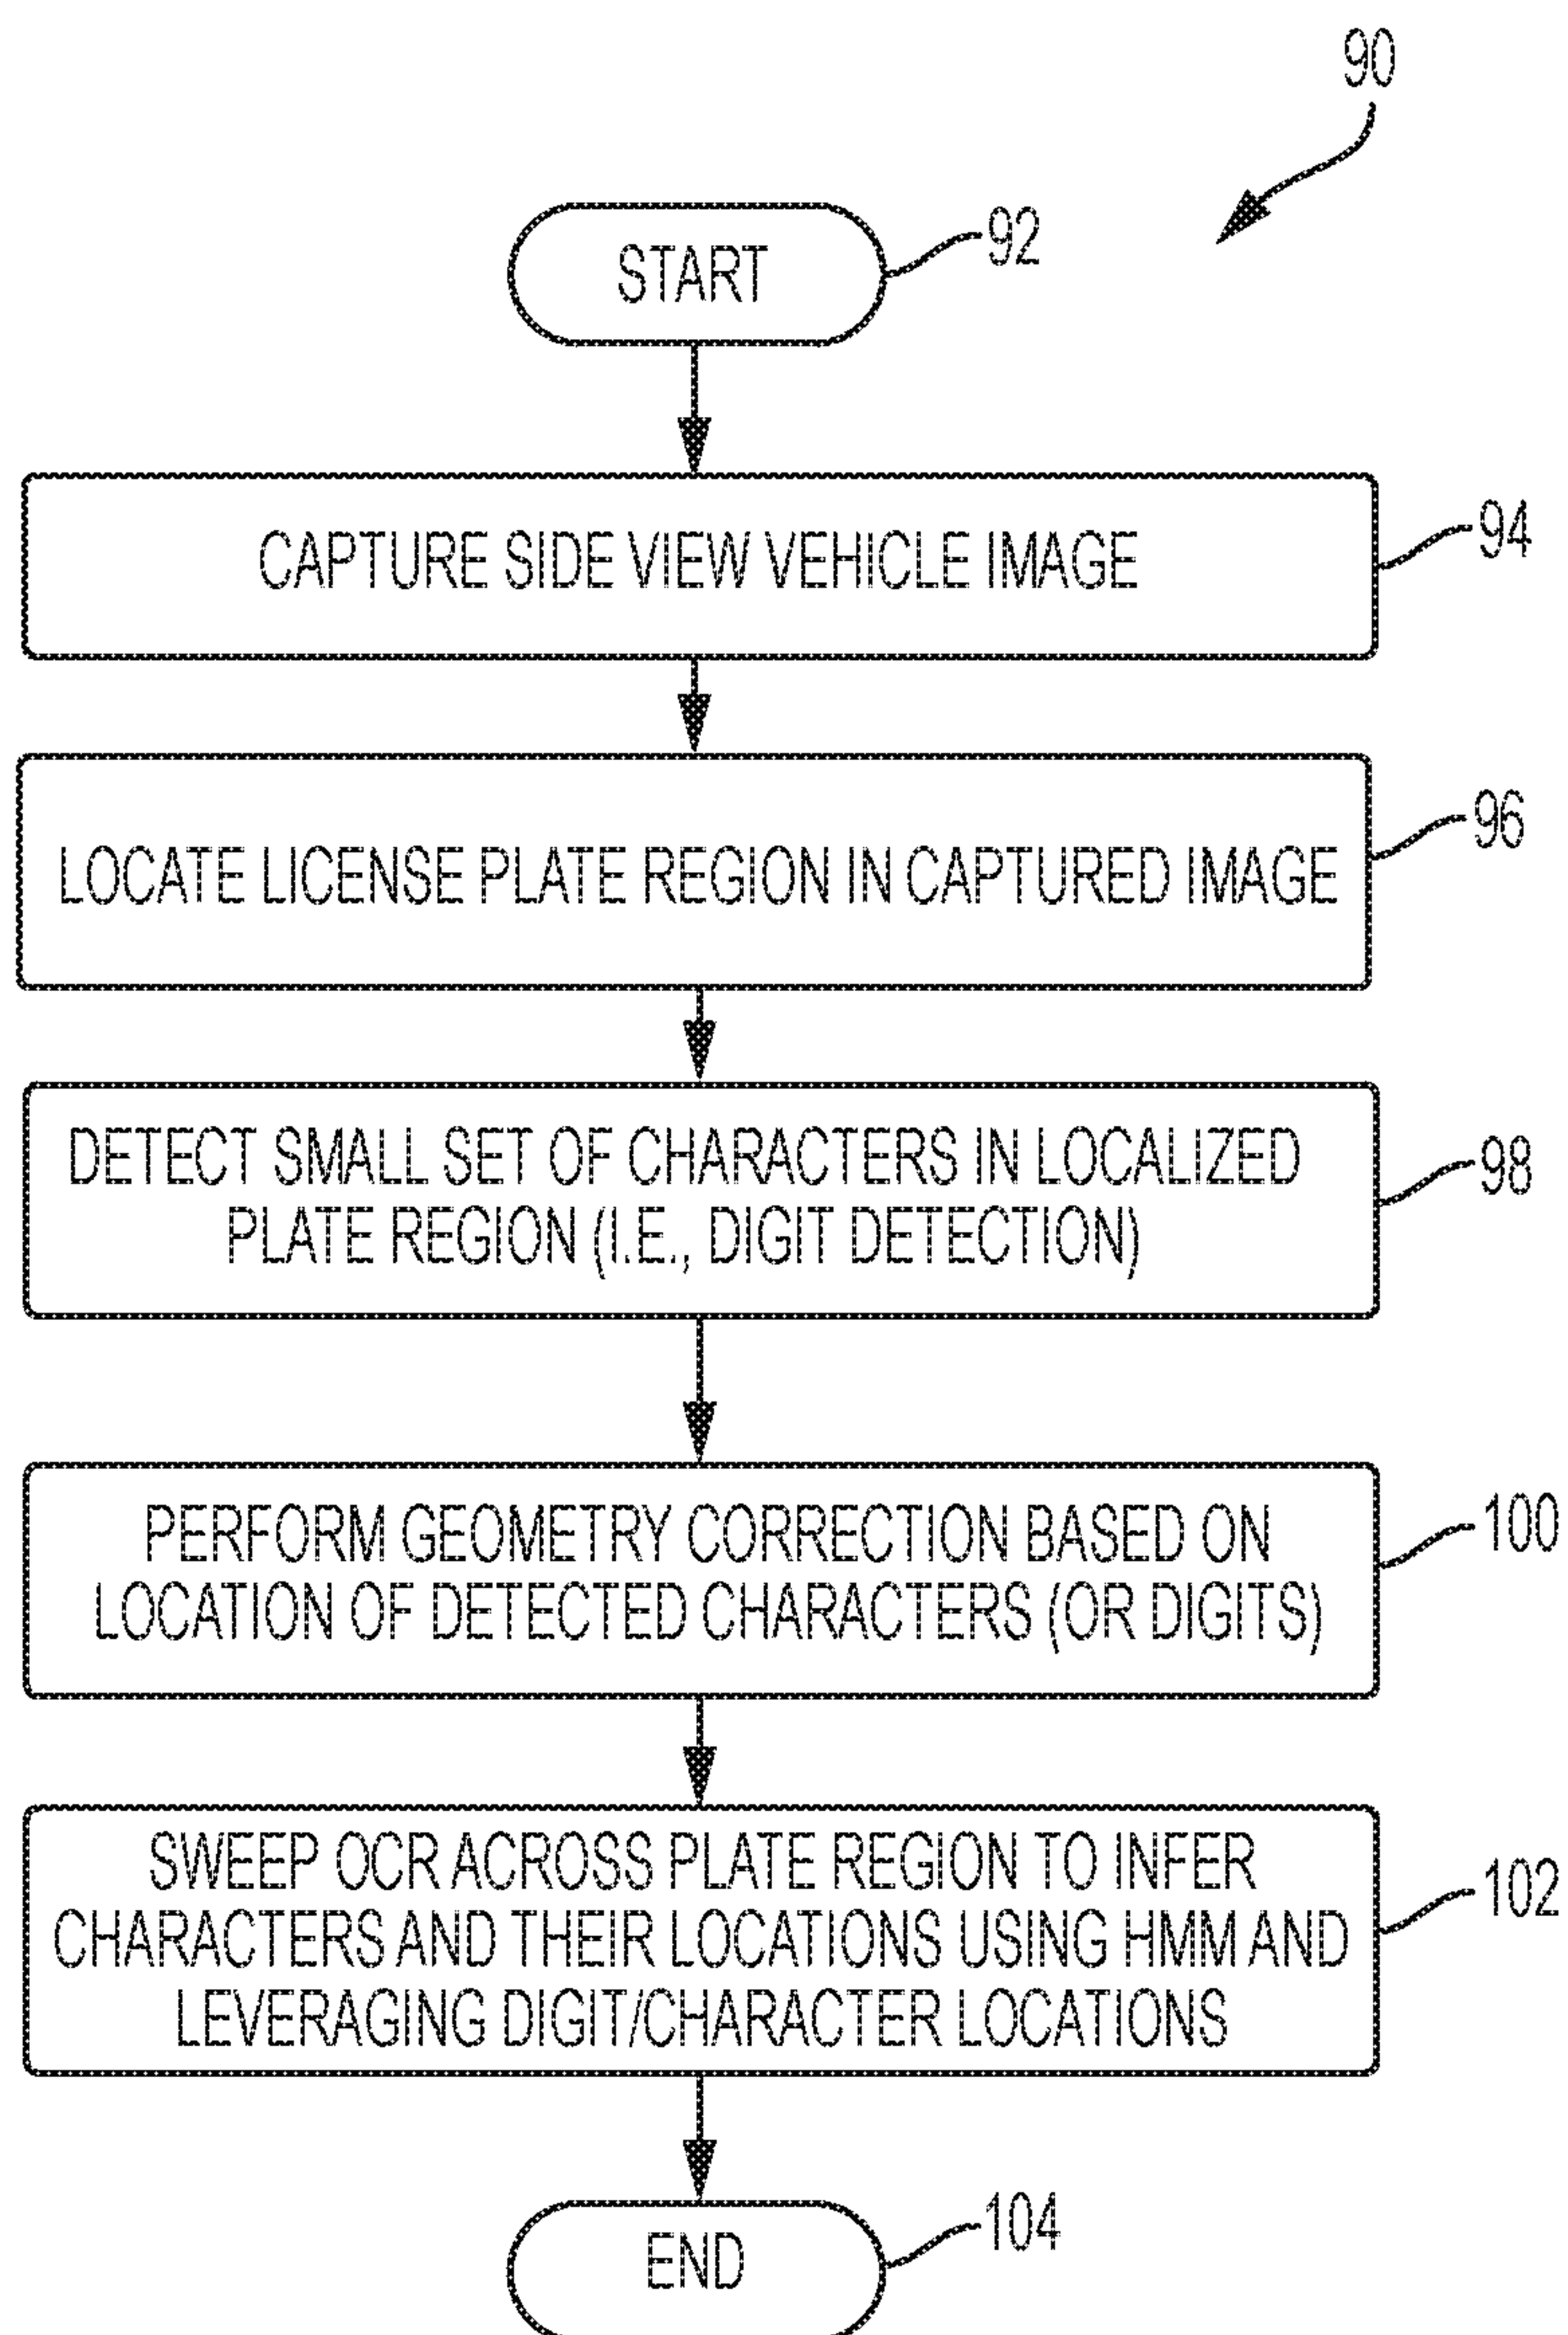 90
START
92
CAPTURE SIDE VIEW VEHICLE IMAGE
94
LOCATE LICENSE PLATE REGION IN CAPTURED IMAGE
96
DETECT SMALL SET OF CHARACTERS IN LOCALIZED
PLATE REGION (I.E., DIGIT DETECTION)
98
PERFORM GEOMETRY CORRECTION BASED ON
LOCATION OF DETECTED CHARACTERS (OR DIGITS)
100
SWEEP OCR ACROSS PLATE REGION TO INFER
CHARACTERS AND THEIR LOCATIONS USING HMM AND
LEVERAGING DIGIT/CHARACTER LOCATIONS
102
END
104